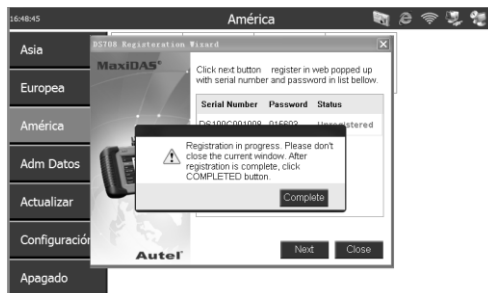 16:48:45
América
Asia
Europea
América
Adm Datos
Actualizar
Configuración
Apagado
DS708 Registeration Wizard
MaxiDAS®
Click next button register in web popped up
with serial number and password in list bellow.
Serial Number Password Status
Unregistered
Registration in progress. Please don't
close the current window. After
registration is complete, click
COMPLETED button.
Complete
Next Close
Autel